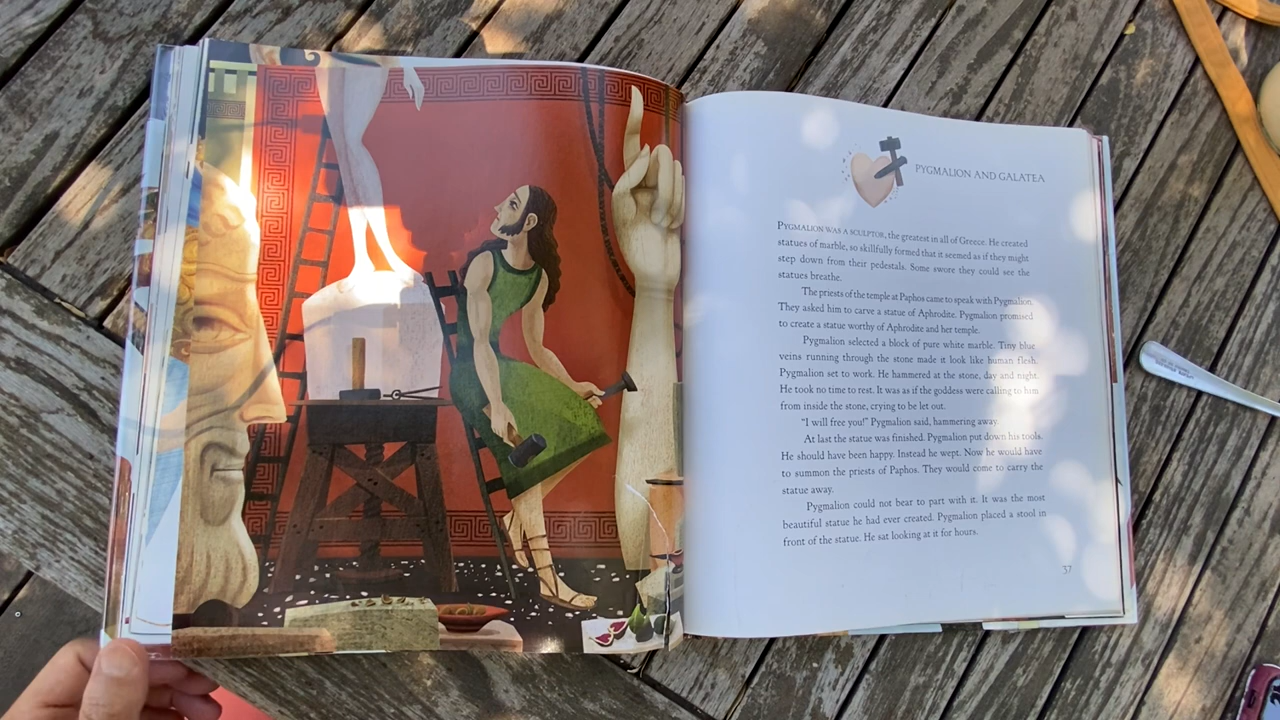 PYGMALION AND GALATEA
PYGMALION WAS A SCULPTOR, the greatest in all of Greece. He created
statues of marble, so skillfully formed that it seemed as if they might
step down from their pedestals. Some swore they could see the
statues breathe.
The priests of the temple at Paphos came to speak with Pygmalion.
They asked him to carve a statue of Aphrodite. Pygmalion promised
to create a statue worthy of Aphrodite and her temple.
Pygmalion selected a block of pure white marble. Tiny blue
veins running through the stone made it look like human flesh.
Pygmalion set to work. He hammered at the stone, day and night.
He took no time to rest. It was as if the goddess were calling to him
from inside the stone, crying to be let out.
"I will free you!" Pygmalion said, hammering away.
At last the statue was finished. Pygmalion put down his tools.
He should have been happy. Instead he wept. Now he would have
to summon the priests of Paphos. They would come to carry the
statue away.
Pygmalion could not bear to part with it. It was the most
beautiful statue he had ever created. Pygmalion placed a stool in
front of the statue. He sat looking at it for hours.
37